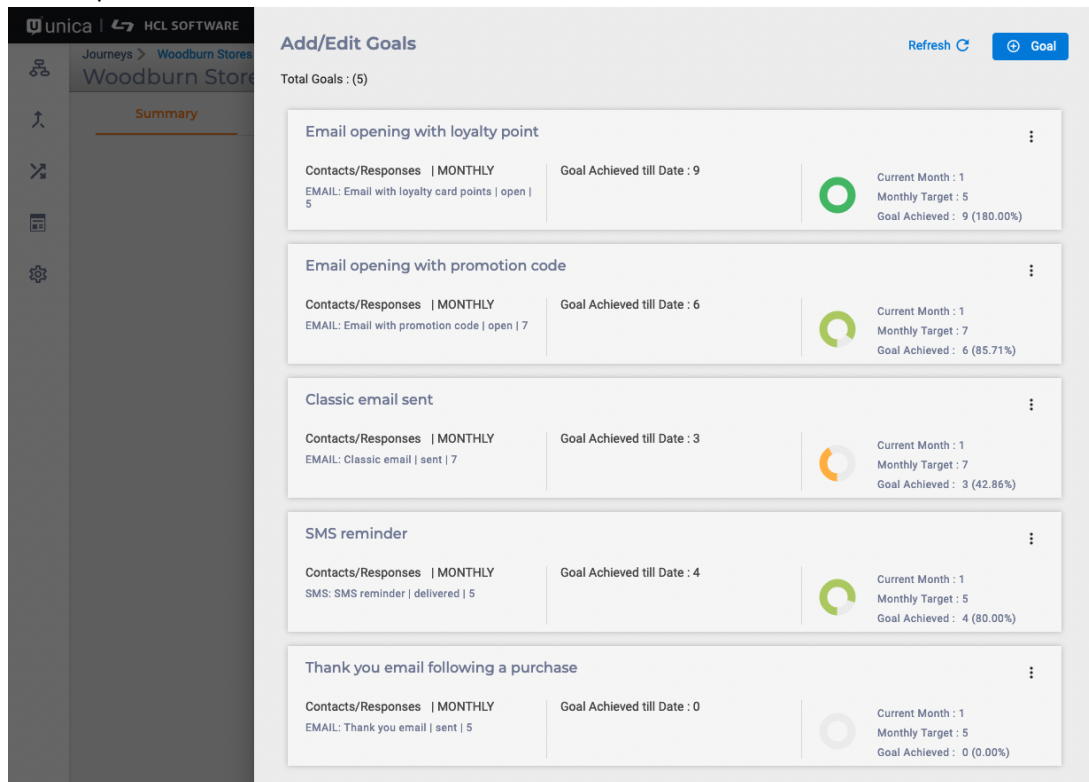 unica | HCL SOFTWARE
Journeys > Woodburn Stores
Woodburn Store
Summary
Add/Edit Goals
Refresh
Goal
Total Goals : (5)
Email opening with loyalty point
Contacts/Responses | MONTHLY
EMAIL: Email with loyalty card points | open |
5
Goal Achieved till Date : 9
Current Month : 1
Monthly Target : 5
Goal Achieved : 9 (180.00%)
Email opening with promotion code
Contacts/Responses | MONTHLY
EMAIL: Email with promotion code | open | 7
Goal Achieved till Date : 6
Current Month : 1
Monthly Target : 7
Goal Achieved : 6 (85.71%)
Classic email sent
Contacts/Responses | MONTHLY
EMAIL: Classic email | sent | 7
Goal Achieved till Date : 3
Current Month : 1
Monthly Target : 7
Goal Achieved : 3 (42.86%)
SMS reminder
Contacts/Responses | MONTHLY
SMS: SMS reminder | delivered | 5
Goal Achieved till Date : 4
Current Month : 1
Monthly Target : 5
Goal Achieved : 4 (80.00%)
Thank you email following a purchase
Contacts/Responses | MONTHLY
EMAIL: Thank you email | sent | 5
Goal Achieved till Date : 0
Current Month : 1
Monthly Target : 5
Goal Achieved : 0 (0.00%)